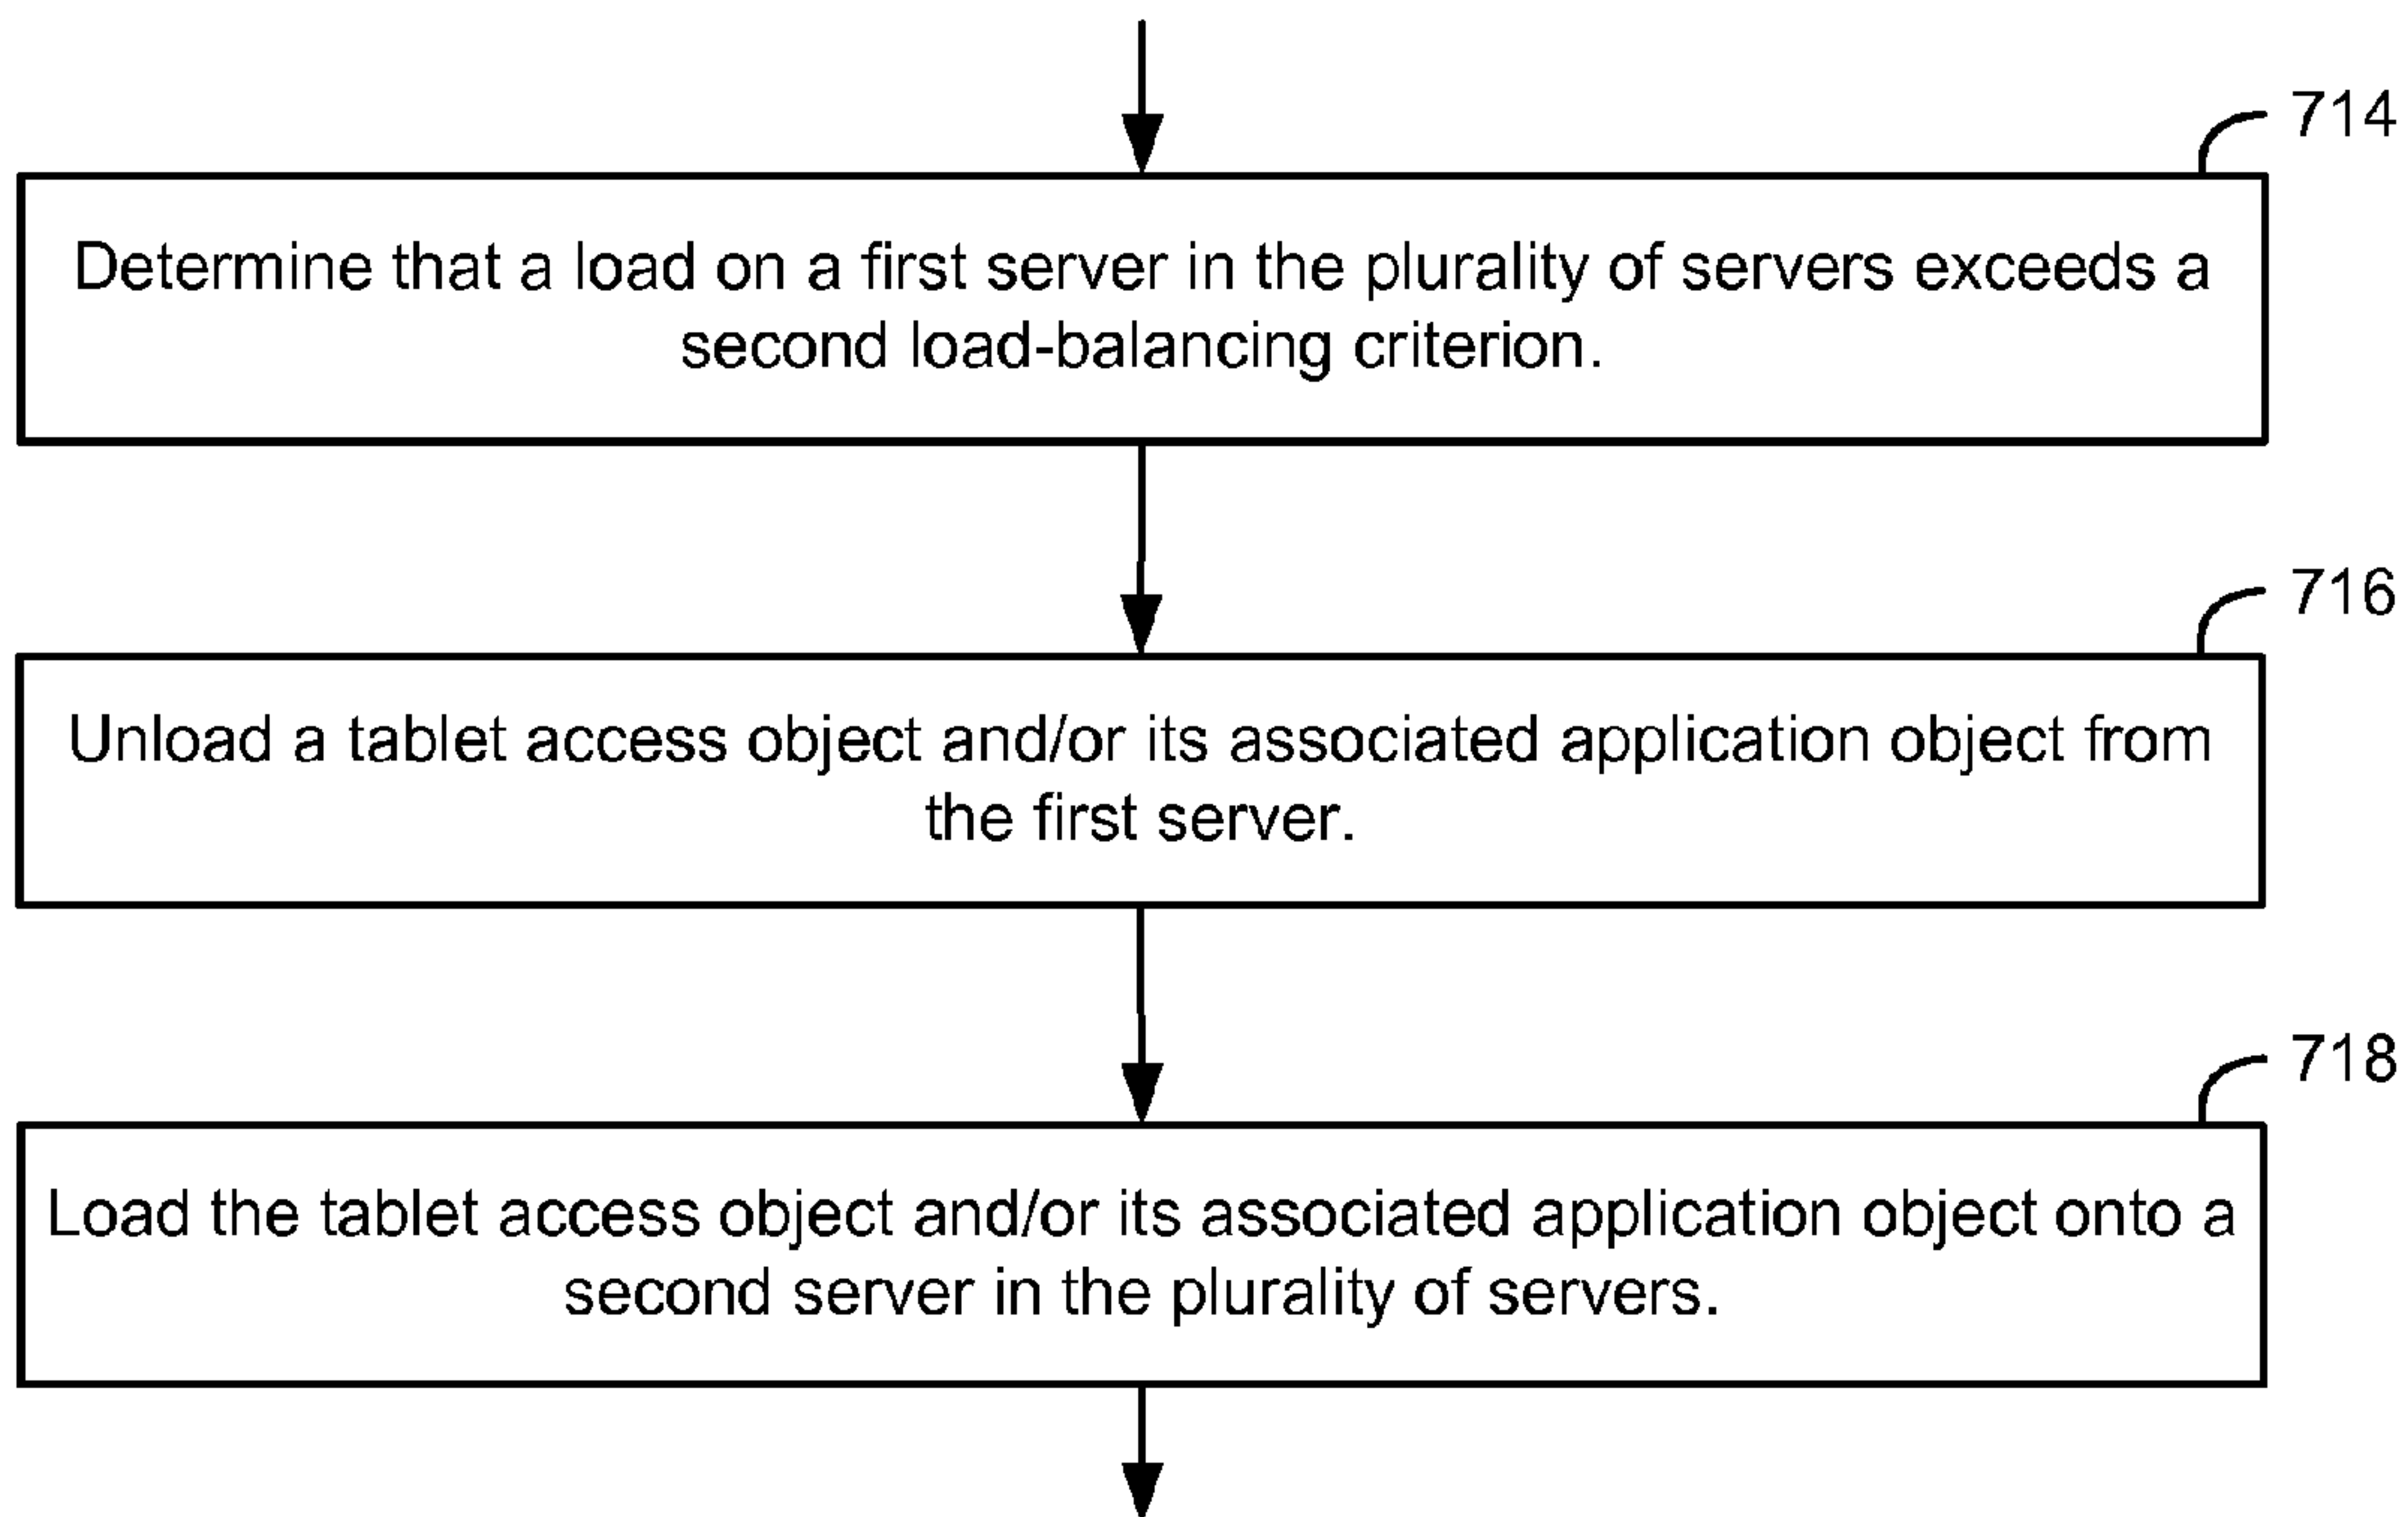 714
Determine that a load on a first server in the plurality of servers exceeds a
second load-balancing criterion.
716
Unload a tablet access object and/or its associated application object from
the first server.
718
Load the tablet access object and/or its associated application object onto a
second server in the plurality of servers.